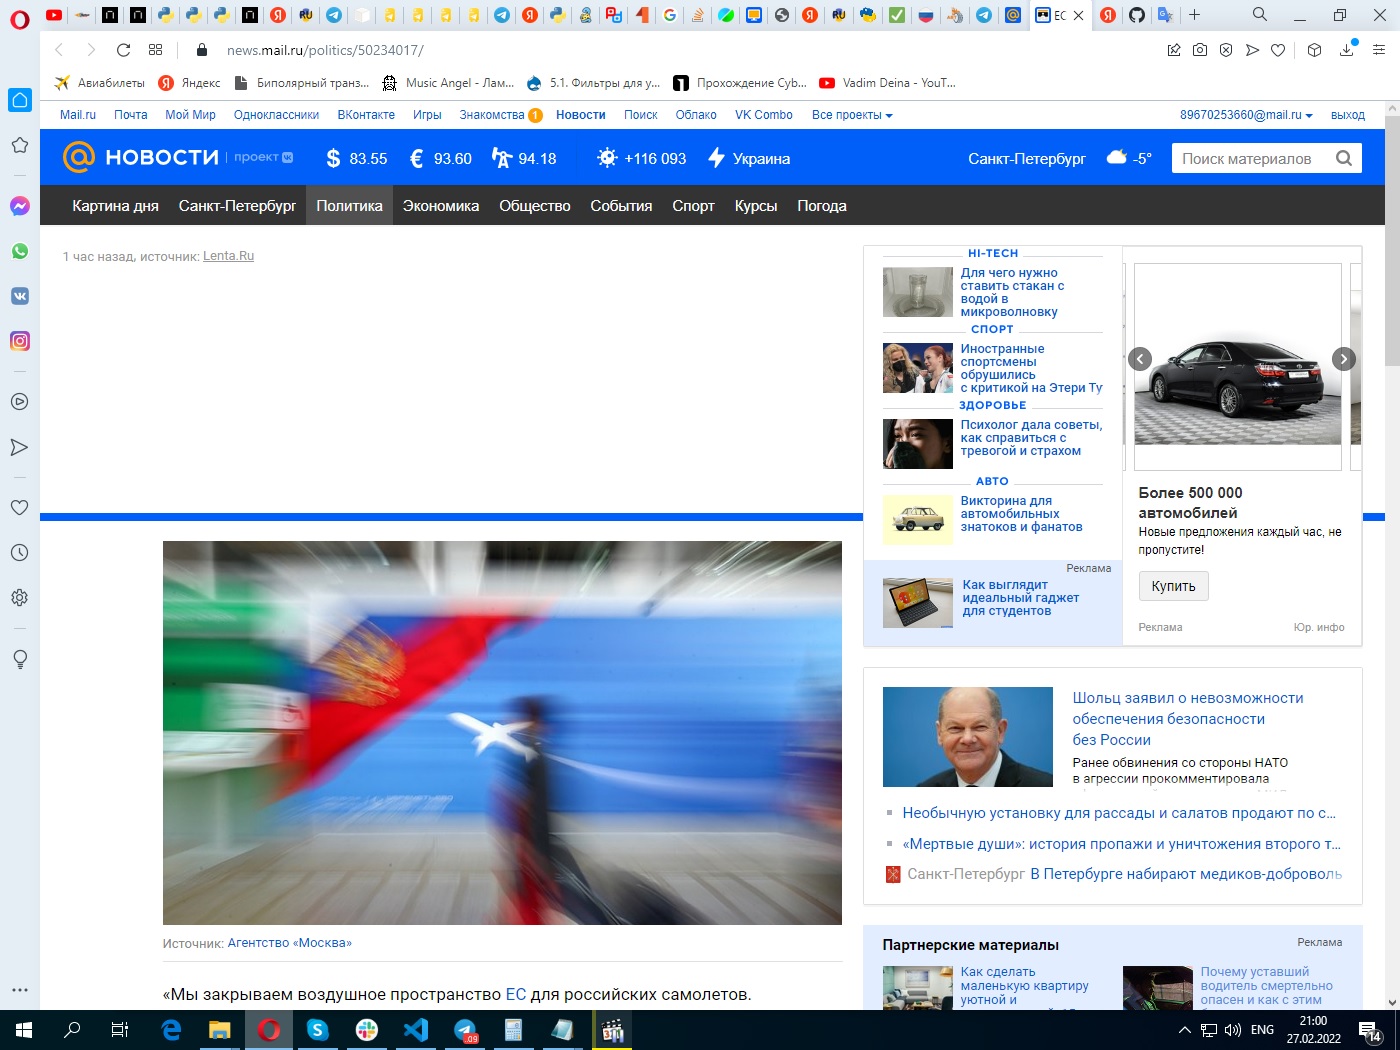 ЕС
news.mail.ru/politics/50234017/
Авиабилеты
Яндекс
Биполярный транз...
Music Angel - Лам...
5.1. Фильтры для у...
Прохождение Cyb...
Vadim Deina - YouT...
Mail.ru Почта Мой Мир Одноклассники ВКонтакте Игры Знакомства 1 Новости Поиск Облако VK Combo Все проекты
89670253660@mail.ru выход
НОВОСТИ проект
$ 83.55 € 93.60 94.18 +116 093 Украина
Санкт-Петербург -5° Поиск материалов
Картина дня Санкт-Петербург Политика Экономика Общество События Спорт Курсы Погода
1 час назад, источник: Lenta.Ru
HI-TECH
Для чего нужно
ставить стакан с
водой в
микроволновку
СПОРТ
Иностранные
спортсмены
обрушились
с критикой на Этери Ту
ЗДОРОВЬЕ
Психолог дала советы,
как справиться с
тревогой и страхом
АВТО
Викторина для
автомобильных
знатоков и фанатов
Реклама
Как выглядит
идеальный гаджет
для студентов
Более 500 000
автомобилей
Новые предложения каждый час, не
пропустите!
Купить
Реклама Юр. инфо
Шольц заявил о невозможности
обеспечения безопасности
без России
Ранее обвинения со стороны НАТО
в агрессии прокомментировала
Необычную установку для рассады и салатов продают по с...
«Мертвые души»: история пропажи и уничтожения второго т...
Санкт-Петербург В Петербурге набирают медиков-доброволь
Источник: Агентство «Москва»
«Мы закрываем воздушное пространство ЕС для российских самолетов.
Партнерские материалы
Реклама
Как сделать
маленькую квартиру
уютной и
Почему уставший
водитель смертельно
опасен и как с этим
.09
ENG
21:00
27.02.2022
14